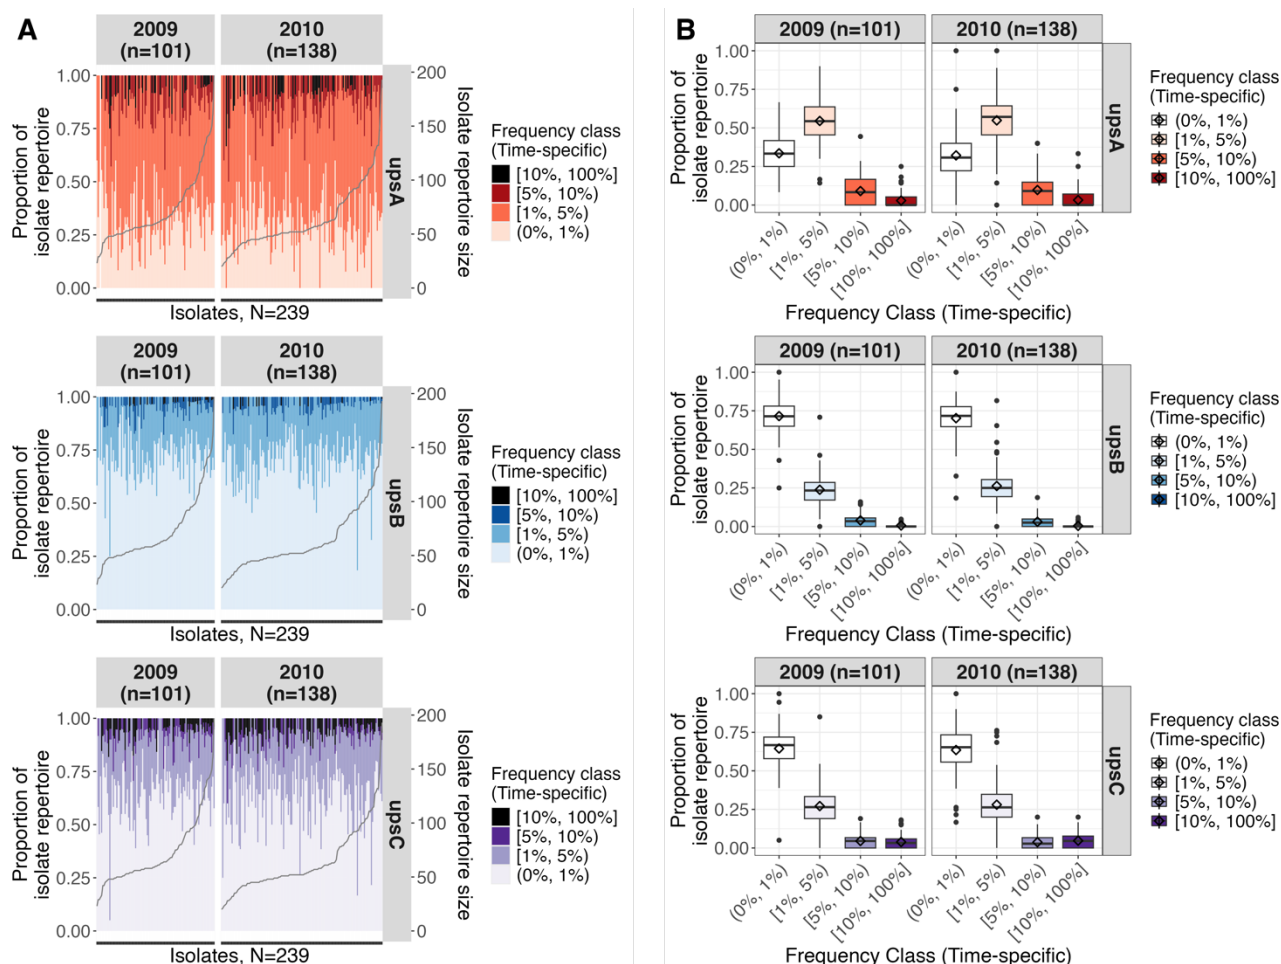 A
2009
(n=101)
2010
(n=138)
Proportion of
isolate repertoire
1.00
0.75
0.50
0.25
0.00
200
150
100
50
0
upsA
Isolate repertoire size
Isolates, N=239
Frequency class
(Time-specific)
[10%, 100%]
[5%, 10%)
[1%, 5%)
(0%, 1%)
2009
(n=101)
2010
(n=138)
Proportion of
isolate repertoire
1.00
0.75
0.50
0.25
0.00
200
150
100
50
0
upsB
Isolate repertoire size
Isolates, N=239
Frequency class
(Time-specific)
[10%, 100%]
[5%, 10%)
[1%, 5%)
(0%, 1%)
2009
(n=101)
2010
(n=138)
Proportion of
isolate repertoire
1.00
0.75
0.50
0.25
0.00
200
150
100
50
0
upsC
Isolate repertoire size
Isolates, N=239
Frequency class
(Time-specific)
[10%, 100%]
[5%, 10%)
[1%, 5%)
(0%, 1%)
B
2009 (n=101)
2010 (n=138)
Proportion of
isolate repertoire
1.00
0.75
0.50
0.25
0.00
upsA
(0%, 1%)
[1%, 5%)
[5%, 10%)
[10%, 100%]
(0%, 1%)
[1%, 5%)
[5%, 10%)
[10%, 100%]
Frequency Class (Time-specific)
Frequency class
(Time-specific)
(0%, 1%)
[1%, 5%)
[5%, 10%)
[10%, 100%]
2009 (n=101)
2010 (n=138)
Proportion of
isolate repertoire
1.00
0.75
0.50
0.25
0.00
upsB
(0%, 1%)
[1%, 5%)
[5%, 10%)
[10%, 100%]
(0%, 1%)
[1%, 5%)
[5%, 10%)
[10%, 100%]
Frequency Class (Time-specific)
Frequency class
(Time-specific)
(0%, 1%)
[1%, 5%)
[5%, 10%)
[10%, 100%]
2009 (n=101)
2010 (n=138)
Proportion of
isolate repertoire
1.00
0.75
0.50
0.25
0.00
upsC
(0%, 1%)
[1%, 5%)
[5%, 10%)
[10%, 100%]
(0%, 1%)
[1%, 5%)
[5%, 10%)
[10%, 100%]
Frequency Class (Time-specific)
Frequency class
(Time-specific)
(0%, 1%)
[1%, 5%)
[5%, 10%)
[10%, 100%]